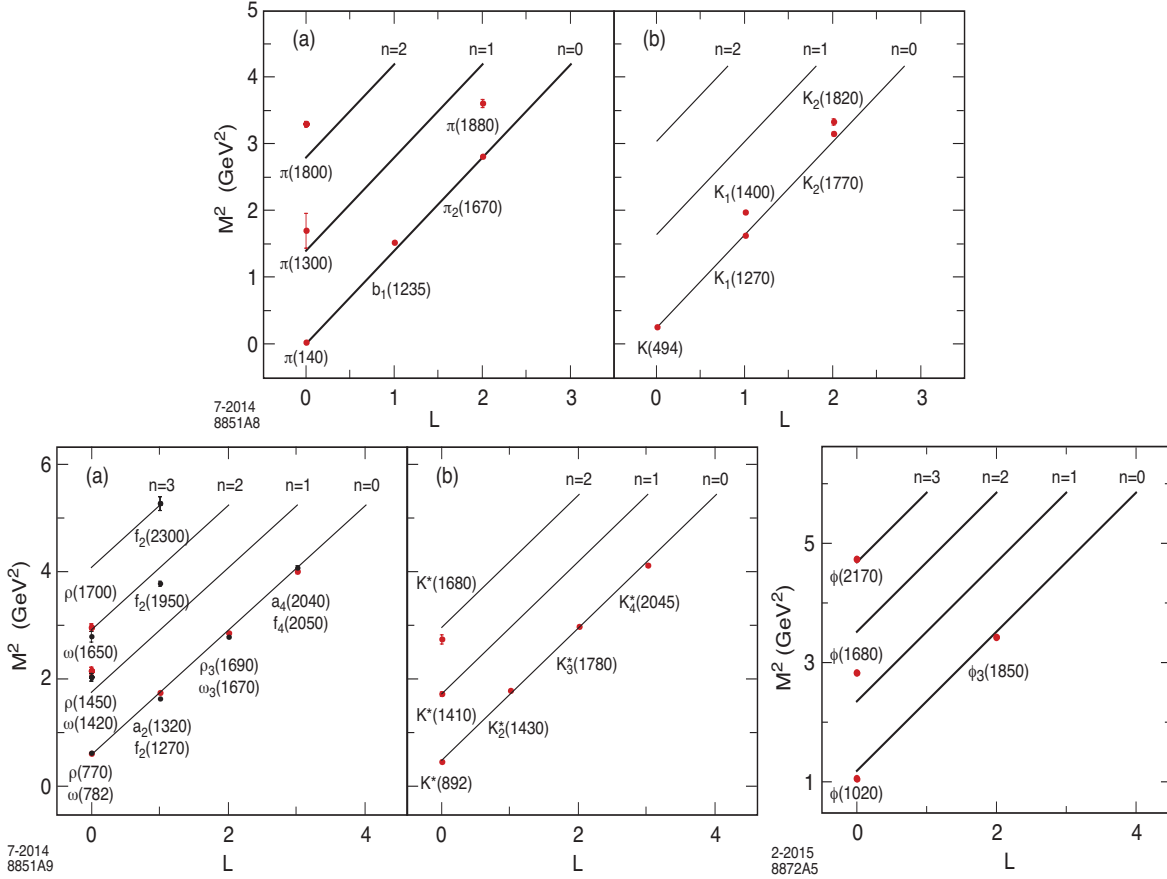 (a)
n=2
n=1
n=0
(b)
n=2
n=1
n=0
5
4
3
2
1
0
M² (GeV²)
π(1880)
π(1800)
π₂(1670)
π(1300)
b₁(1235)
π(140)
K₂(1820)
K₁(1400)
K₂(1770)
K₁(1270)
K(494)
0 1 2 3
0 1 2 3
L
L
7-2014
8851A8
(a)
n=3
n=2
n=1
n=0
6
4
2
0
M² (GeV²)
f₂(2300)
ρ(1700)
f₂(1950)
a₄(2040)
f₄(2050)
ω(1650)
ρ₃(1690)
ω₃(1670)
ρ(1450)
ω(1420)
a₂(1320)
f₂(1270)
ρ(770)
ω(782)
0 2 4
L
(b)
n=2
n=1
n=0
K*(1680)
K*₄(2045)
K*₃(1780)
K*(1410)
K*₂(1430)
K*(892)
0 2 4
L
7-2014
8851A9
n=3
n=2
n=1
n=0
5
3
1
M² (GeV²)
ϕ(2170)
ϕ(1680)
ϕ₃(1850)
ϕ(1020)
0 2 4
L
2-2015
8872A5